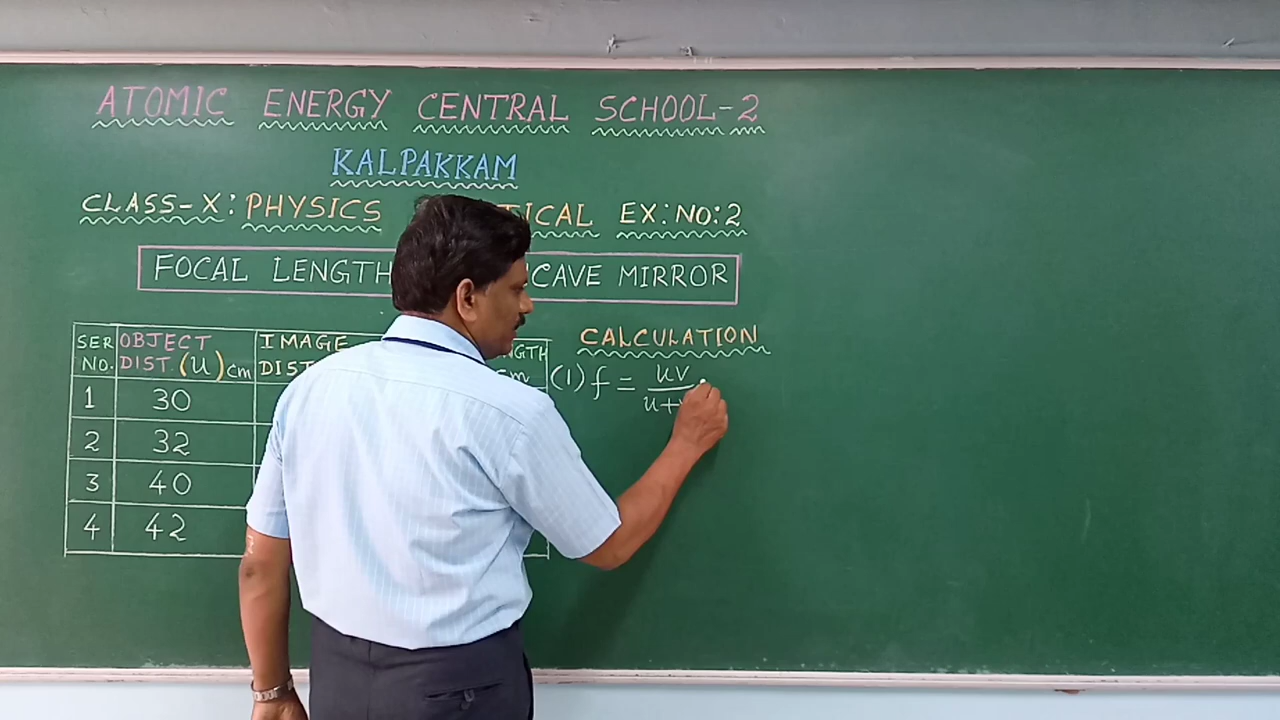 ATOMIC ENERGY CENTRAL SCHOOL-2
KALPAKKAM
CLASS-X: PHYSICS TICAL EX:NO:2
FOCAL LENGTH CAVE MIRROR
SER NO. OBJECT DIST. (u) cm IMAGE DIST NGTH cm
1 30
2 32
3 40
4 42
CALCULATION
(1) f = uv / u+v